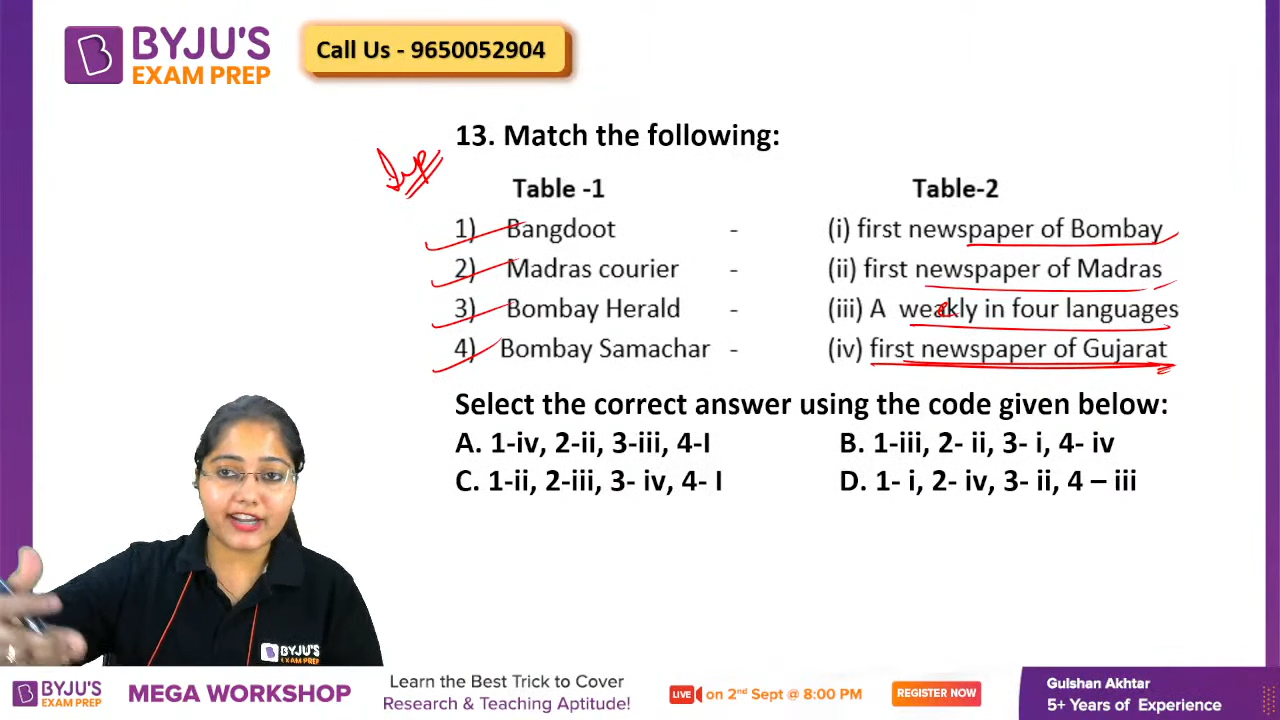 BYJU'S
EXAM PREP
Call Us - 9650052904
13. Match the following:
Imp
Table -1 Table-2
1) Bangdoot - (i) first newspaper of Bombay
2) Madras courier - (ii) first newspaper of Madras
3) Bombay Herald - (iii) A weakly in four languages
4) Bombay Samachar - (iv) first newspaper of Gujarat
Select the correct answer using the code given below:
A. 1-iv, 2-ii, 3-iii, 4-I B. 1-iii, 2- ii, 3- i, 4- iv
C. 1-ii, 2-iii, 3- iv, 4- I D. 1- i, 2- iv, 3- ii, 4 – iii
BYJU'S
EXAM PREP
BYJU'S
EXAM PREP
MEGA WORKSHOP
Learn the Best Trick to Cover
Research & Teaching Aptitude!
LIVE on 2nd Sept @ 8:00 PM
REGISTER NOW
Gulshan Akhtar
5+ Years of Experience